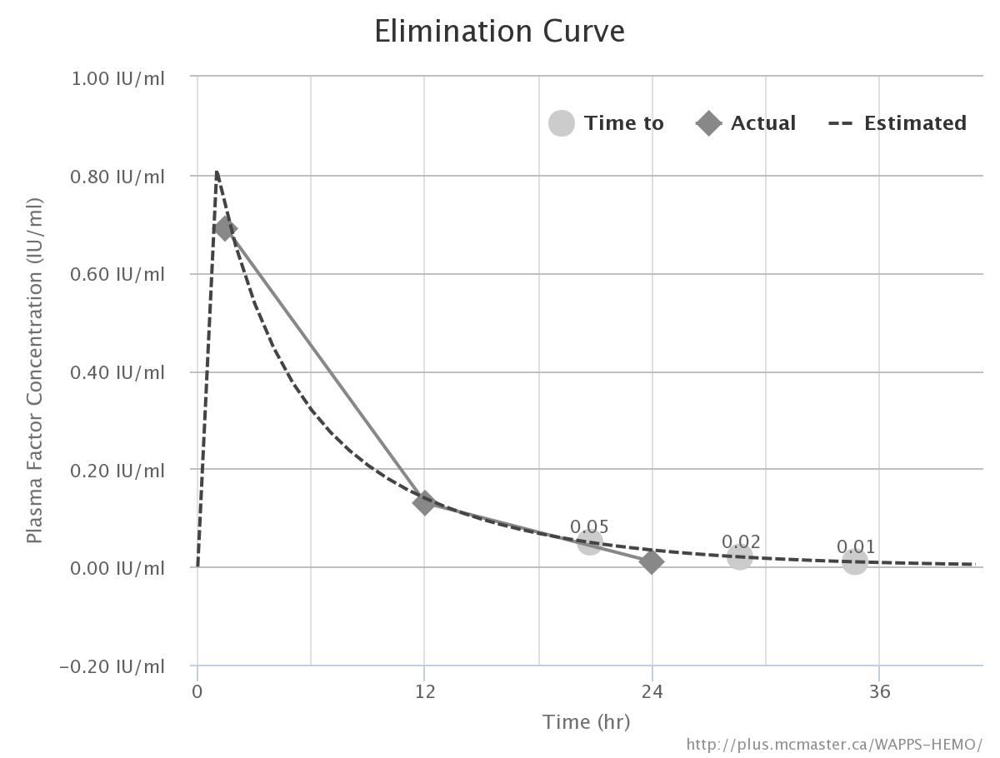 Elimination Curve
1.00 IU/ml
Time to Actual Estimated
0.80 IU/ml
0.60 IU/ml
0.40 IU/ml
0.20 IU/ml
0.00 IU/ml
−0.20 IU/ml
Plasma Factor Concentration (IU/ml)
0.05
0.02
0.01
0 12 24 36
Time (hr)
http://plus.mcmaster.ca/WAPPS-HEMO/